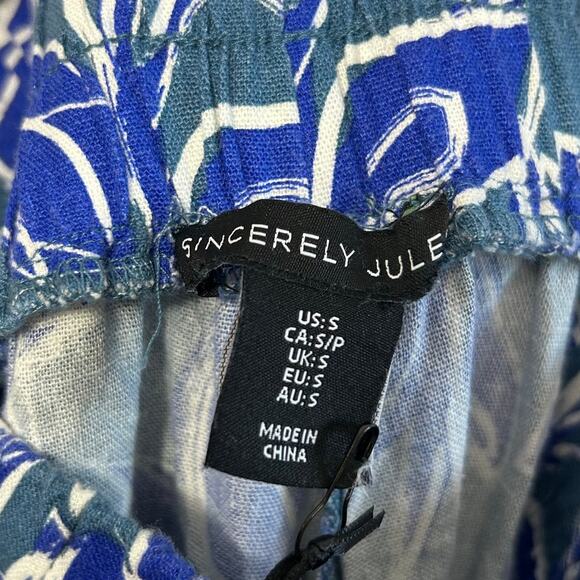 SINCERELY JULE
US: S
CA: S/P
UK: S
EU: S
AU: S
MADE IN
CHINA